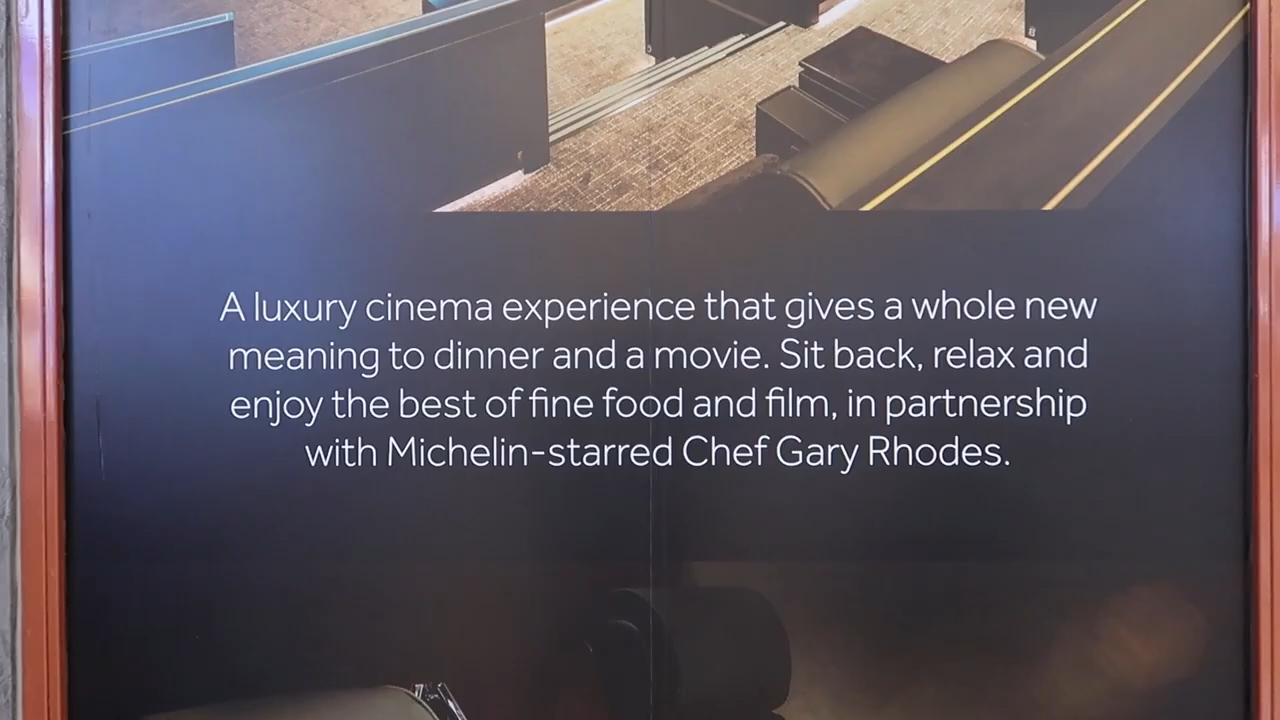 A luxury cinema experience that gives a whole new
meaning to dinner and a movie. Sit back, relax and
enjoy the best of fine food and film, in partnership
with Michelin-starred Chef Gary Rhodes.